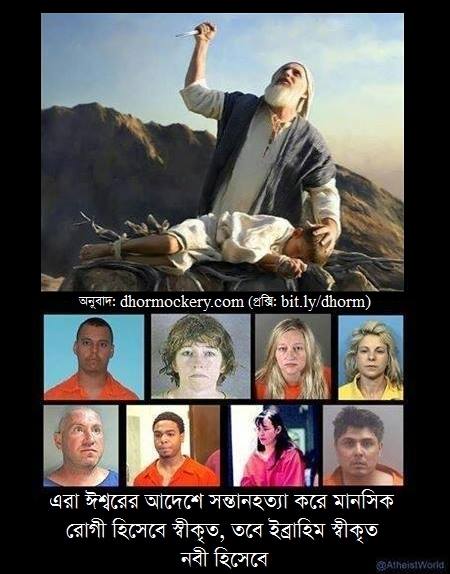 অনুবাদ: dhormockery.com (প্রক্সি: bit.ly/dhorm)
এরা ঈশ্বরের আদেশে সন্তানহত্যা করে মানসিক
রোগী হিসেবে স্বীকৃত, তবে ইব্রাহিম স্বীকৃত
নবী হিসেবে
@AtheistWorld